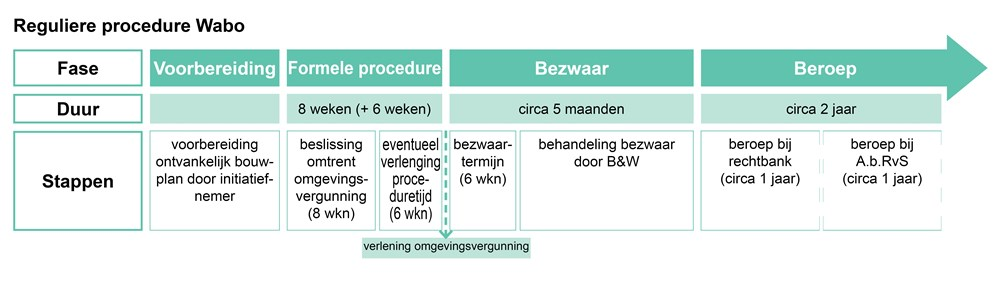 Reguliere procedure Wabo
Fase
Voorbereiding
Formele procedure
Bezwaar
Beroep
Duur
8 weken (+ 6 weken)
circa 5 maanden
circa 2 jaar
Stappen
voorbereiding
ontvankelijk bouw-
plan door initiatief-
nemer
beslissing
omtrent
omgevings-
vergunning
(8 wkn)
eventueel
verlenging
proce-
duretijd
(6 wkn)
bezwaar-
termijn
(6 wkn)
behandeling bezwaar
door B&W
beroep bij
rechtbank
(circa 1 jaar)
beroep bij
A.b.RvS
(circa 1 jaar)
verlening omgevingsvergunning